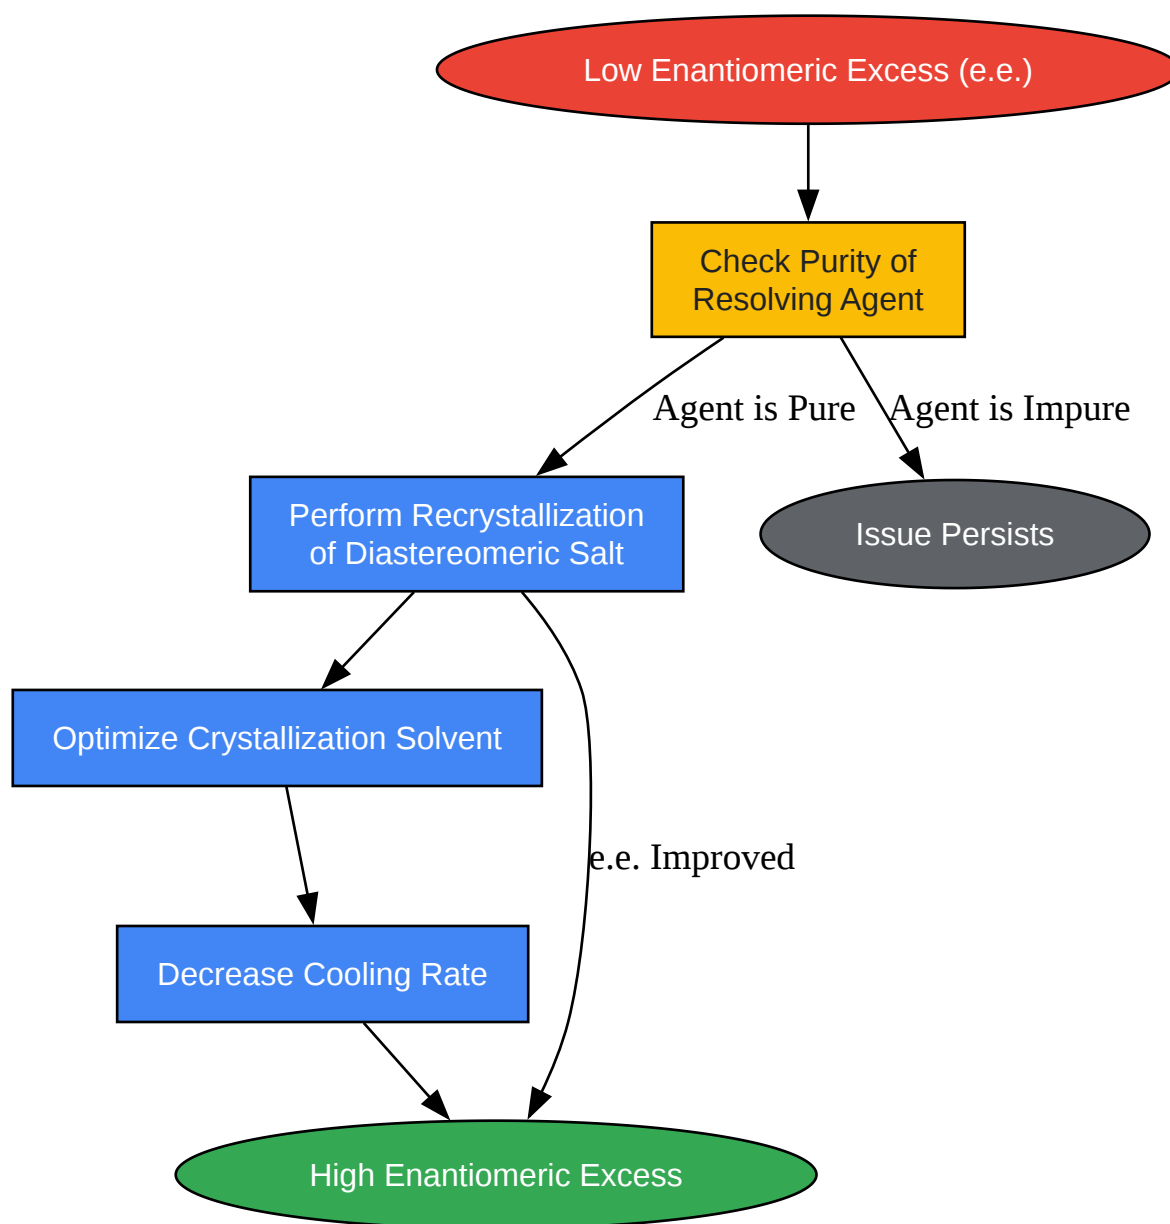 Low Enantiomeric Excess (e.e.)
Check Purity of
Resolving Agent
Agent is Pure
Agent is Impure
Perform Recrystallization
of Diastereomeric Salt
Issue Persists
Optimize Crystallization Solvent
e.e. Improved
Decrease Cooling Rate
High Enantiomeric Excess